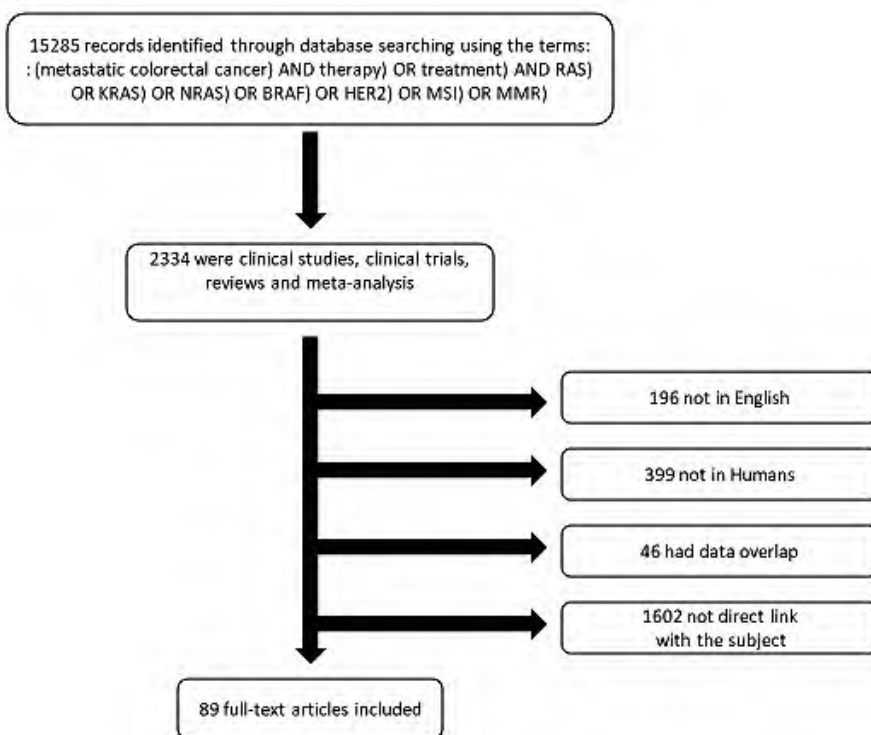 15285 records identified through database searching using the terms:
: (metastatic colorectal cancer) AND therapy) OR treatment) AND RAS)
OR KRAS) OR NRAS) OR BRAF) OR HER2) OR MSI) OR MMR)
2334 were clinical studies, clinical trials,
reviews and meta-analysis
196 not in English
399 not in Humans
46 had data overlap
1602 not direct link
with the subject
89 full-text articles included